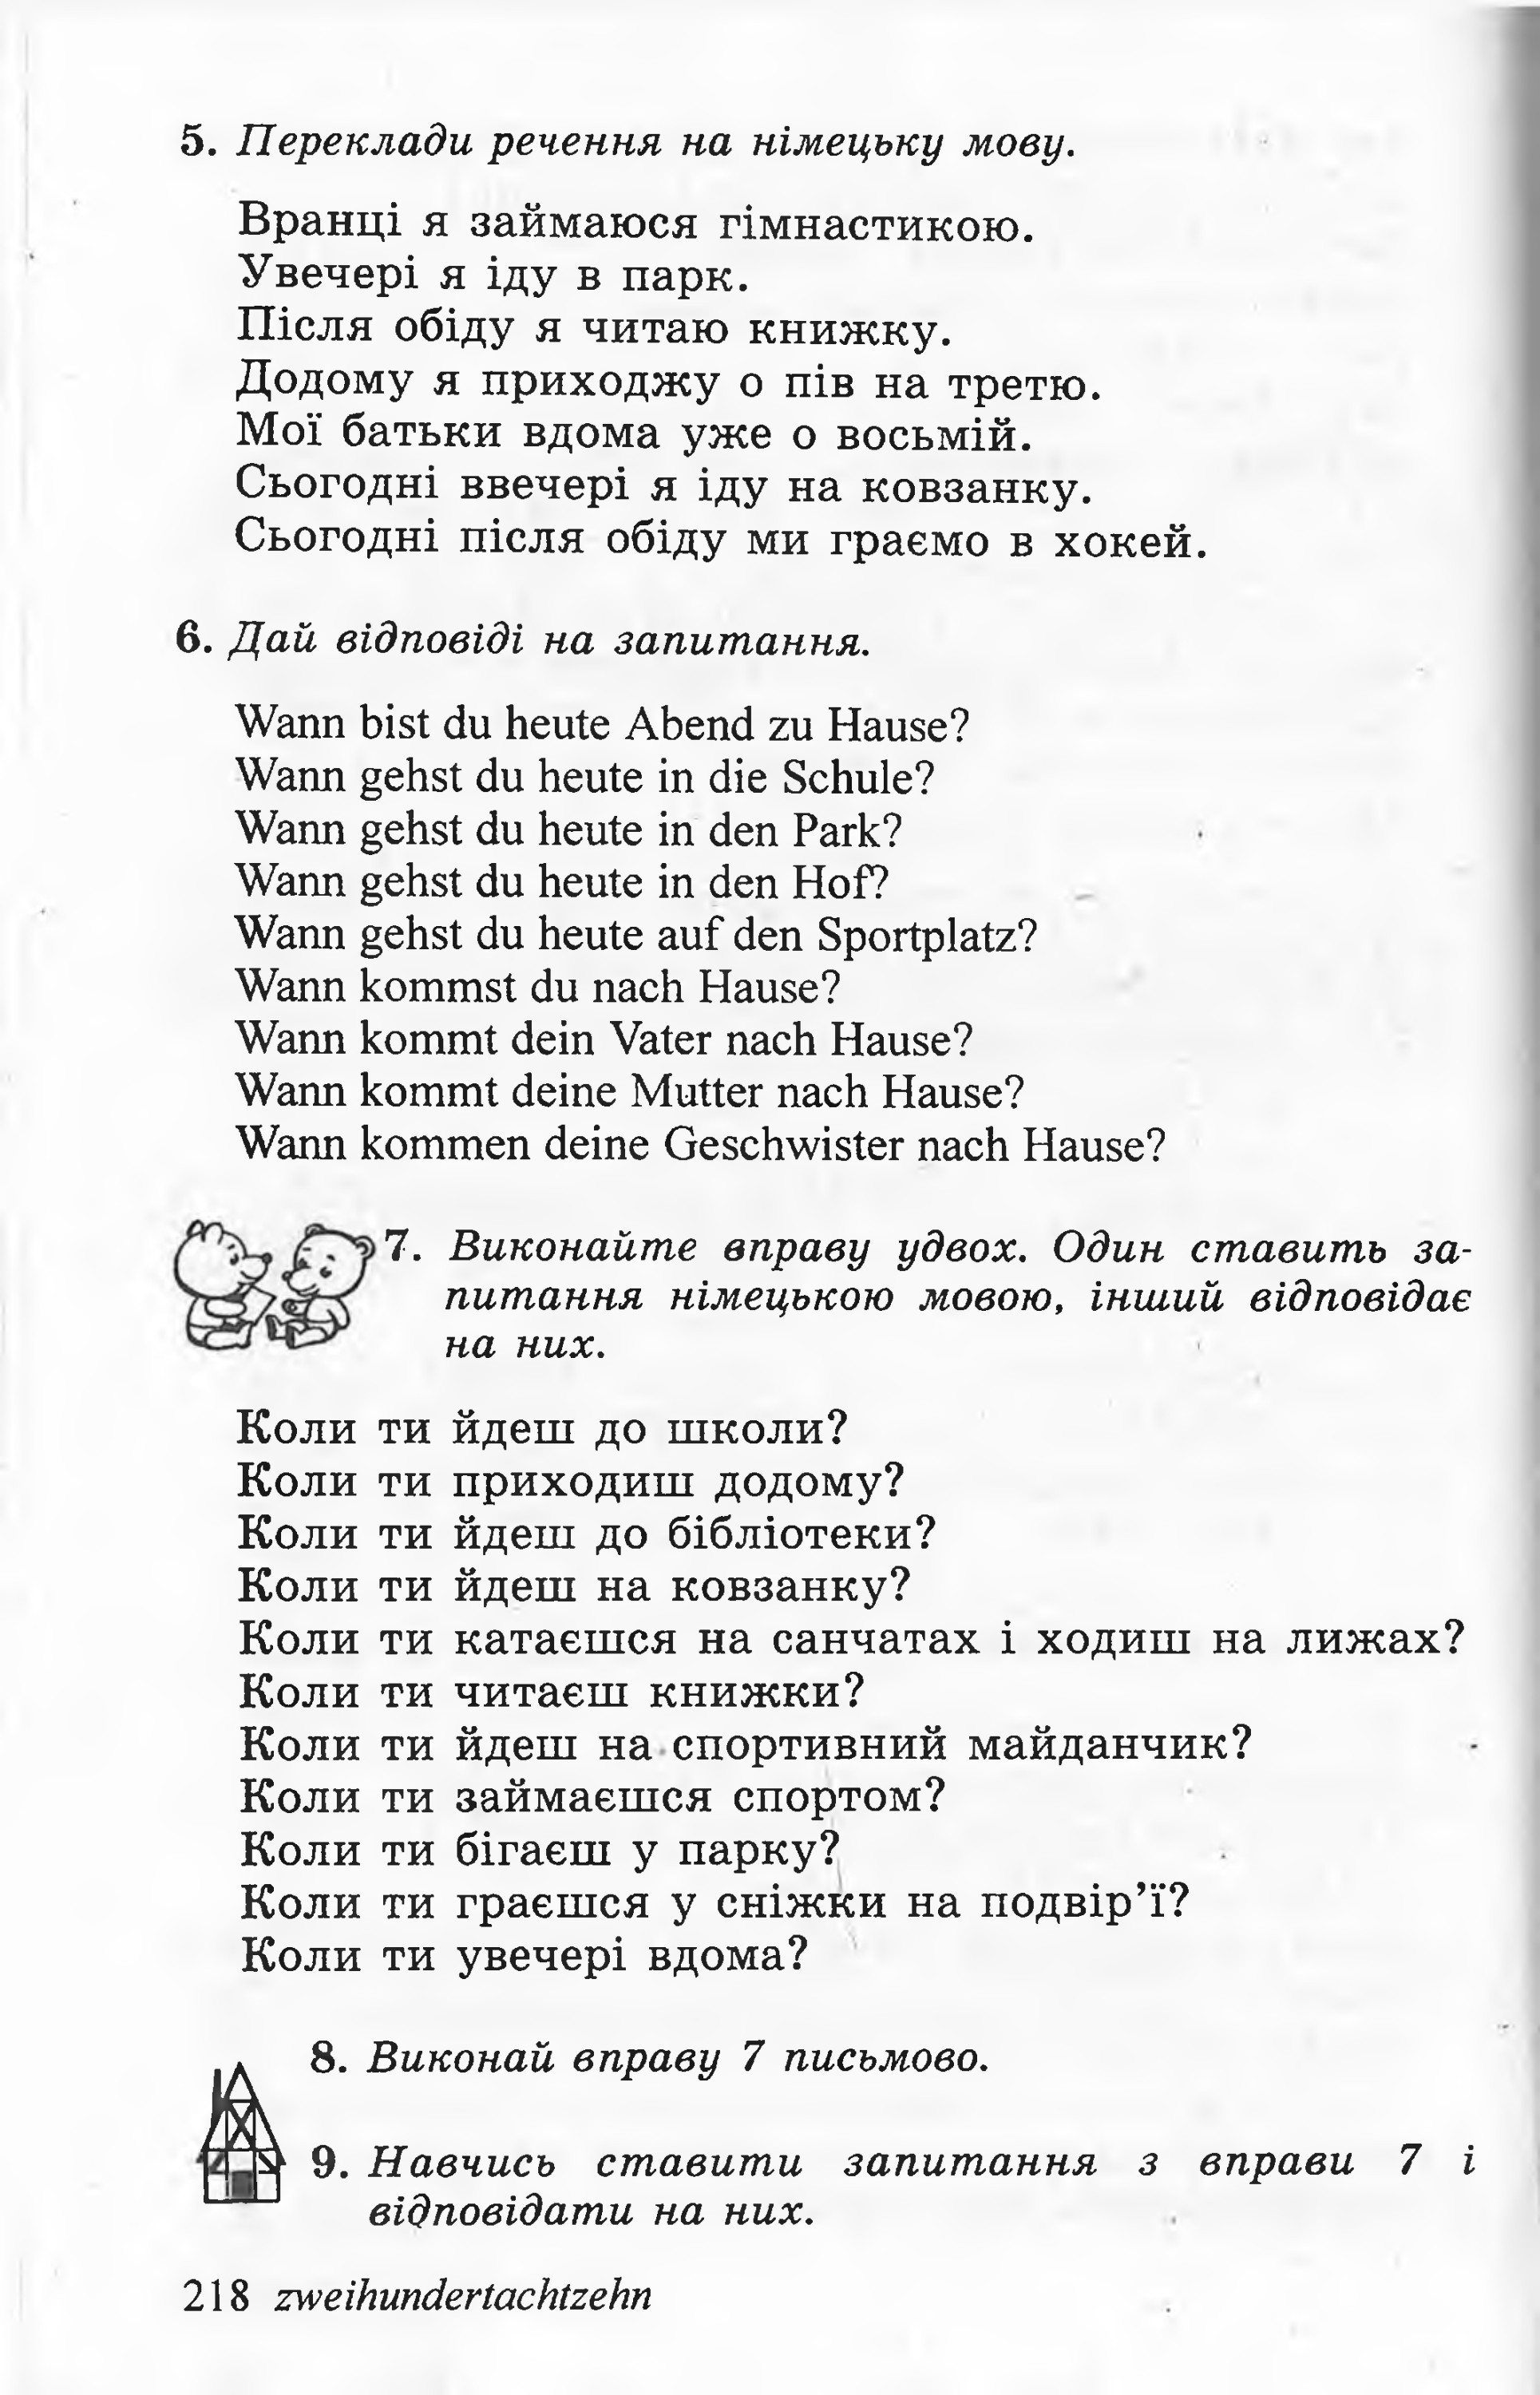 5. Переклади речення на німецьку мову.
Вранці я займаюся гімнастикою.
Увечері я іду в парк.
Після обіду я читаю книжку.
Додому я приходжу о пів на третю.
Мої батьки вдома уже о восьмій.
Сьогодні ввечері я іду на ковзанку.
Сьогодні після обіду ми граємо в хокей.
6. Дай відповіді на запитання.
Wann bist du heute Abend zu Hause?
Wann gehst du heute in die Schule?
Wann gehst du heute in den Park?
Wann gehst du heute in den Hof?
Wann gehst du heute auf den Sportplatz?
Wann kommst du nach Hause?
Wann kommt dein Vater nach Hause?
Wann kommt deine Mutter nach Hause?
Wann kommen deine Geschwister nach Hause?
7. Виконайте вправу удвох. Один ставить за-
питання німецькою мовою, інший відповідає
на них.
Коли ти йдеш до школи?
Коли ти приходиш додому?
Коли ти йдеш до бібліотеки?
Коли ти йдеш на ковзанку?
Коли ти катаєшся на санчатах і ходиш на лижах?
Коли ти читаєш книжки?
Коли ти йдеш на спортивний майданчик?
Коли ти займаєшся спортом?
Коли ти бігаєш у парку?
Коли ти граєшся у сніжки на подвір’ї?
Коли ти увечері вдома?
8. Виконай вправу 7 письмово.
9. Навчись ставити запитання з вправи 7 і
відповідати на них.
218 zweihundertachtzehn